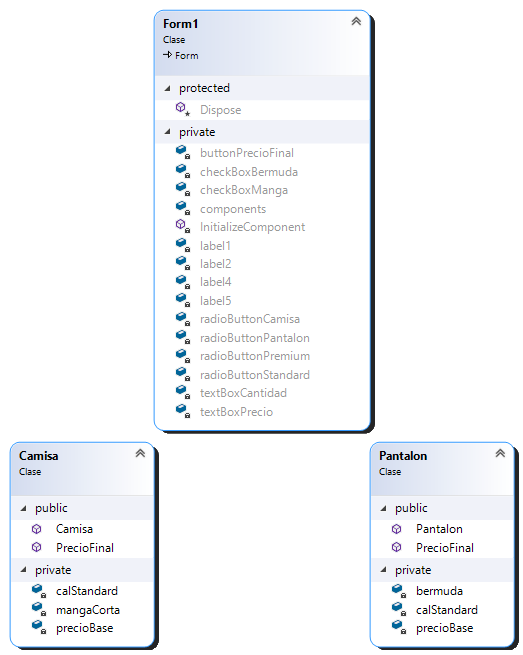 Form1
Clase
Form
protected
Dispose
private
buttonPrecioFinal
checkBoxBermuda
checkBoxManga
components
InitializeComponent
label1
label2
label4
label5
radioButtonCamisa
radioButtonPantalon
radioButtonPremium
radioButtonStandard
textBoxCantidad
textBoxPrecio
Camisa
Clase
public
Camisa
PrecioFinal
private
calStandard
mangaCorta
precioBase
Pantalon
Clase
public
Pantalon
PrecioFinal
private
bermuda
calStandard
precioBase